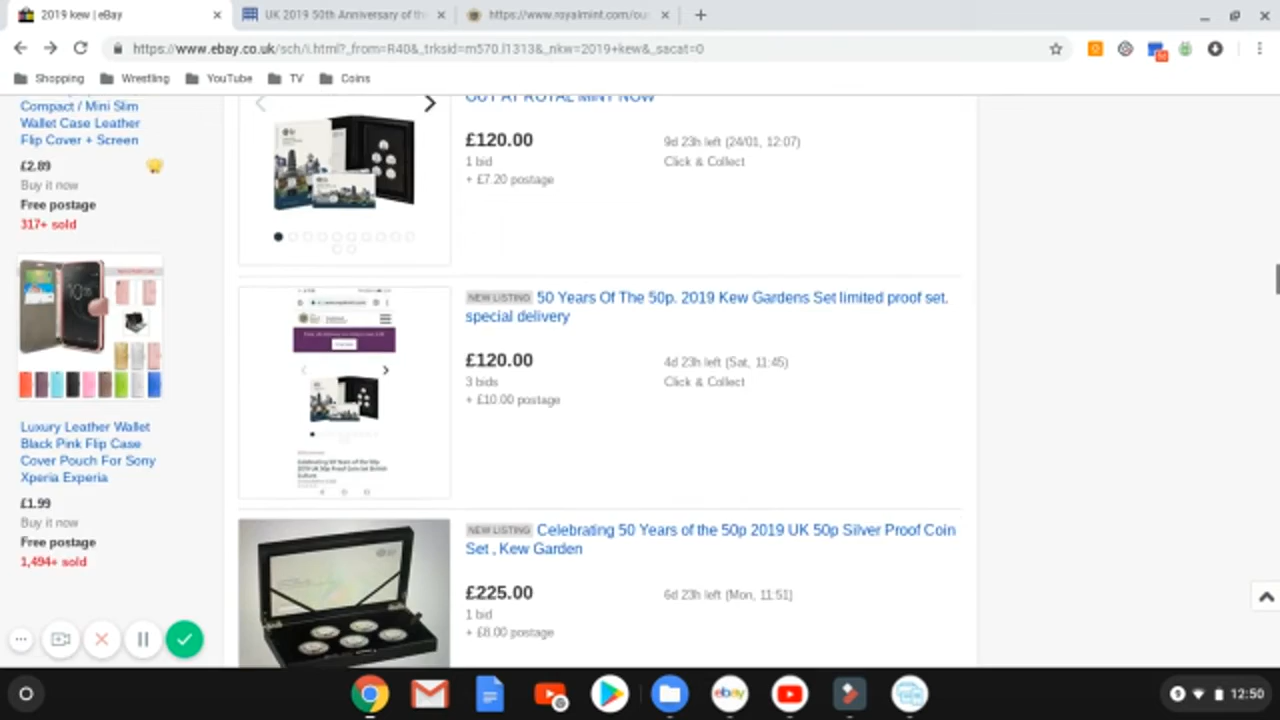 2019 kew | eBay
UK 2019 50th Anniversary of th
https://www.royalmint.com/ou
https://www.ebay.co.uk/sch/i.html?_from=R40&_trksid=m570.l1313&_nkw=2019+kew&_sacat=0
Shopping
Wrestling
YouTube
TV
Coins
Compact / Mini Slim
Wallet Case Leather
Flip Cover + Screen
£2.89
Buy it now
Free postage
317+ sold
Luxury Leather Wallet
Black Pink Flip Case
Cover Pouch For Sony
Xperia Experia
£1.99
Buy it now
Free postage
1,494+ sold
OUT AT ROYAL MINT NOW
£120.00
9d 23h left (24/01, 12:07)
1 bid
Click & Collect
+ £7.20 postage
NEW LISTING 50 Years Of The 50p. 2019 Kew Gardens Set limited proof set.
special delivery
£120.00
4d 23h left (Sat, 11:45)
3 bids
Click & Collect
+ £10.00 postage
NEW LISTING Celebrating 50 Years of the 50p 2019 UK 50p Silver Proof Coin
Set , Kew Garden
£225.00
6d 23h left (Mon, 11:51)
1 bid
+ £8.00 postage
ebay
12:50